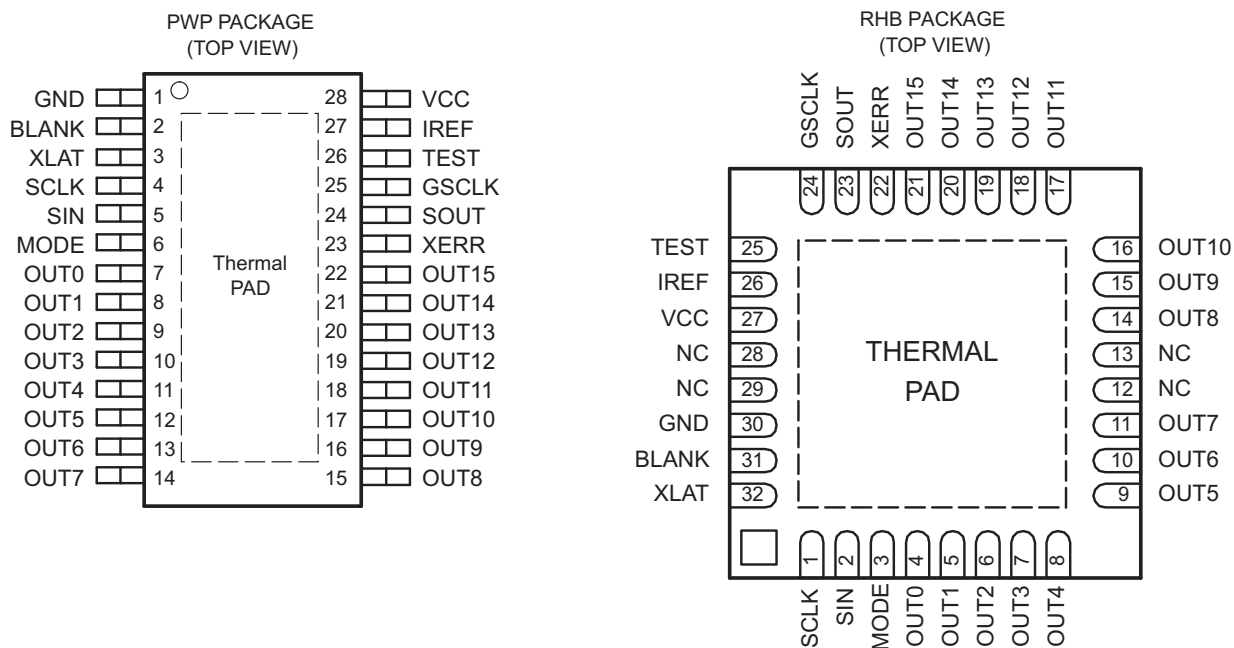 PWP PACKAGE
(TOP VIEW)
GND 1 28 VCC
BLANK 2 27 IREF
XLAT 3 26 TEST
SCLK 4 25 GSCLK
SIN 5 24 SOUT
MODE 6 23 XERR
OUT0 7 22 OUT15
OUT1 8 21 OUT14
OUT2 9 20 OUT13
OUT3 10 19 OUT12
OUT4 11 18 OUT11
OUT5 12 17 OUT10
OUT6 13 16 OUT9
OUT7 14 15 OUT8
Thermal
PAD
RHB PACKAGE
(TOP VIEW)
GSCLK SOUT XERR OUT15 OUT14 OUT13 OUT12 OUT11
24 23 22 21 20 19 18 17
TEST 25 16 OUT10
IREF 26 15 OUT9
VCC 27 14 OUT8
NC 28 13 NC
NC 29 12 NC
GND 30 11 OUT7
BLANK 31 10 OUT6
XLAT 32 9 OUT5
THERMAL
PAD
1 2 3 4 5 6 7 8
SCLK SIN MODE OUT0 OUT1 OUT2 OUT3 OUT4